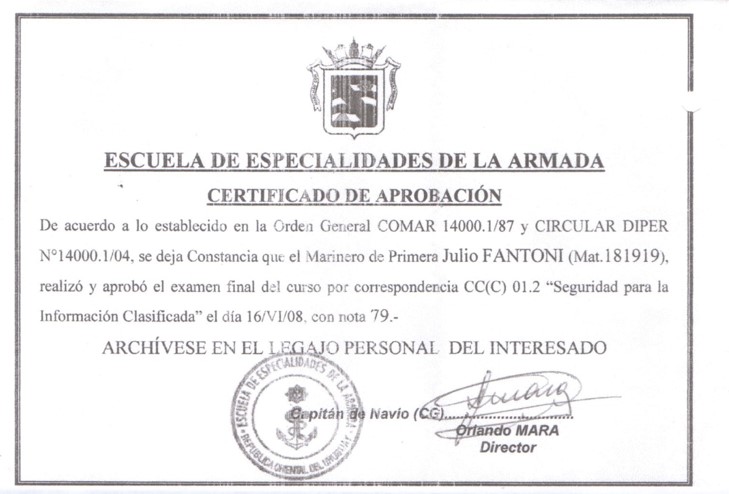 ESCUELA DE ESPECIALIDADES DE LA ARMADA
CERTIFICADO DE APROBACIÓN
De acuerdo a lo establecido en la Orden General COMAR 14000.1/87 y CIRCULAR DIPER
N°14000.1/04, se deja Constancia que el Marinero de Primera Julio FANTONI (Mat.181919),
realizó y aprobó el examen final del curso por correspondencia CC(C) 01.2 “Seguridad para la
Información Clasificada” el día 16/VI/08, con nota 79.-
ARCHÍVESE EN EL LEGAJO PERSONAL DEL INTERESADO
ESCUELA DE ESPECIALIDADES DE LA ARMADA
REPUBLICA ORIENTAL DEL URUGUAY
Capitán de Navío (CG)
Orlando MARA
Director